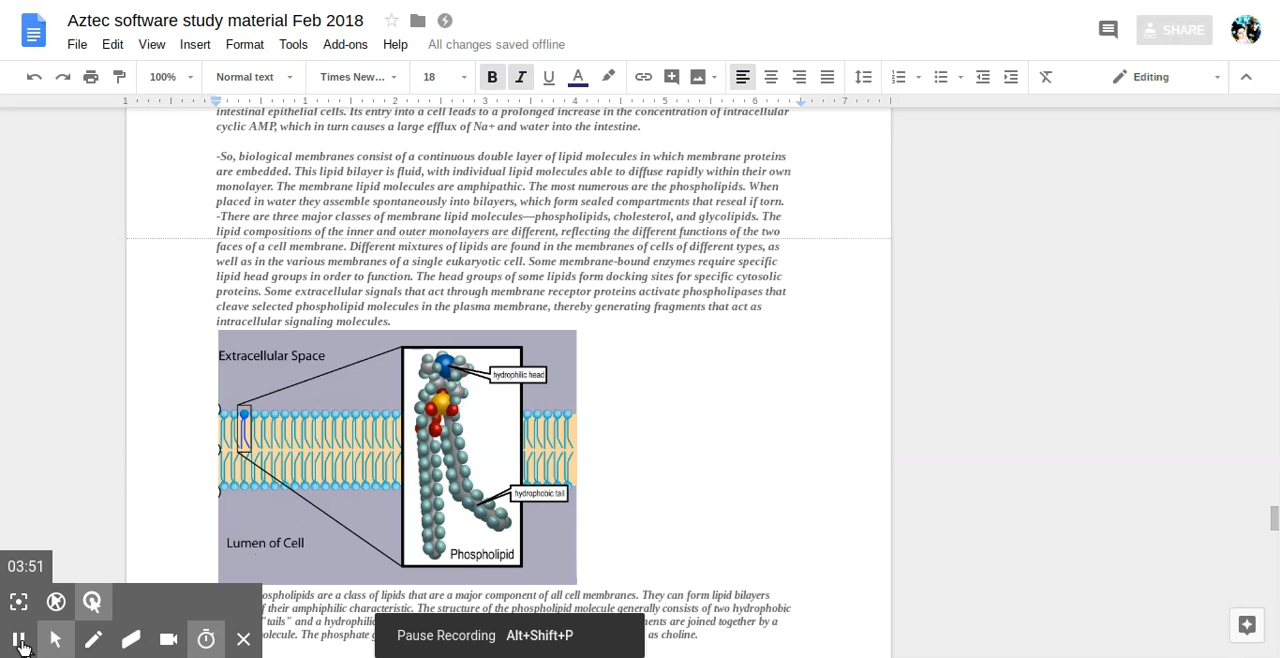 Aztec software study material Feb 2018
SHARE
File Edit View Insert Format Tools Add-ons Help All changes saved offline
100% Normal text Times New... 18 B I U A Editing
1 1 2 3 4 5 6 7
intestinal epithelial cells. Its entry into a cell leads to a prolonged increase in the concentration of intracellular
cyclic AMP, which in turn causes a large efflux of Na+ and water into the intestine.
-So, biological membranes consist of a continuous double layer of lipid molecules in which membrane proteins
are embedded. This lipid bilayer is fluid, with individual lipid molecules able to diffuse rapidly within their own
monolayer. The membrane lipid molecules are amphipathic. The most numerous are the phospholipids. When
placed in water they assemble spontaneously into bilayers, which form sealed compartments that reseal if torn.
-There are three major classes of membrane lipid molecules—phospholipids, cholesterol, and glycolipids. The
lipid compositions of the inner and outer monolayers are different, reflecting the different functions of the two
faces of a cell membrane. Different mixtures of lipids are found in the membranes of cells of different types, as
well as in the various membranes of a single eukaryotic cell. Some membrane-bound enzymes require specific
lipid head groups in order to function. The head groups of some lipids form docking sites for specific cytosolic
proteins. Some extracellular signals that act through membrane receptor proteins activate phospholipases that
cleave selected phospholipid molecules in the plasma membrane, thereby generating fragments that act as
intracellular signaling molecules.
Extracellular Space
hydrophilic head
hydrophobic tail
Lumen of Cell
Phospholipid
03:51
ospholipids are a class of lipids that are a major component of all cell membranes. They can form lipid bilayers
f their amphiphilic characteristic. The structure of the phospholipid molecule generally consists of two hydrophobic
"tails" and a hydrophili ents are joined together by a
olecule. The phosphate g as choline.
Pause Recording Alt+Shift+P